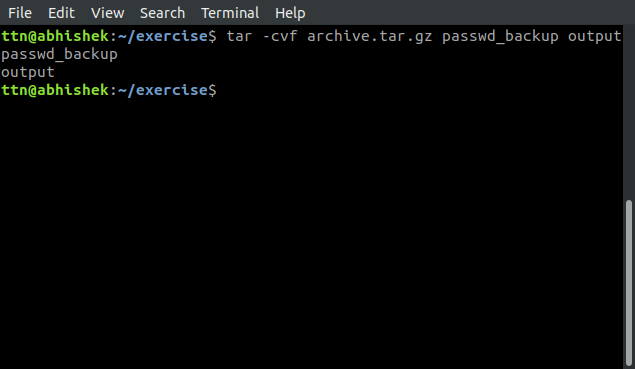 File Edit View Search Terminal Help
ttn@abhishek:~/exercise$ tar -cvf archive.tar.gz passwd_backup output
passwd_backup
output
ttn@abhishek:~/exercise$